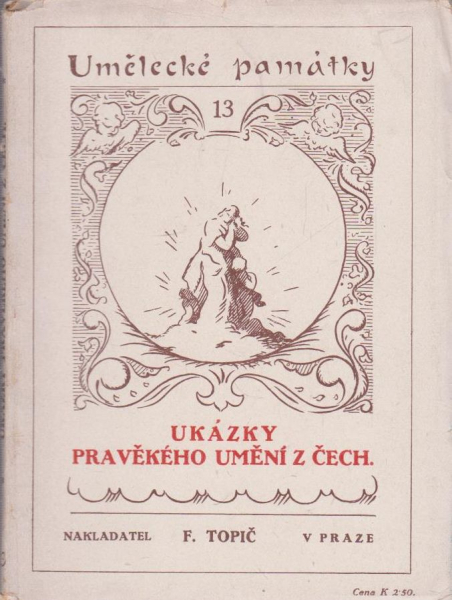 Umělecké památky
13
UKÁZKY
PRAVĚKÉHO UMĚNÍ Z ČECH.
NAKLADATEL F. TOPIČ V PRAZE
Cena K 2·50.